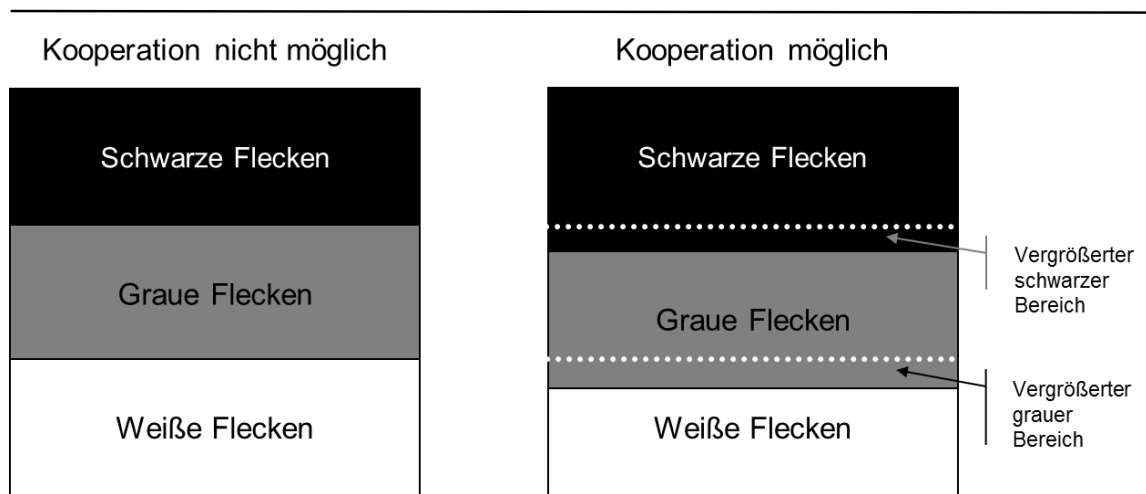 Kooperation nicht möglich
Schwarze Flecken
Graue Flecken
Weiße Flecken
Kooperation möglich
Schwarze Flecken
Graue Flecken
Weiße Flecken
Vergrößerter
schwarzer
Bereich
Vergrößerter
grauer
Bereich